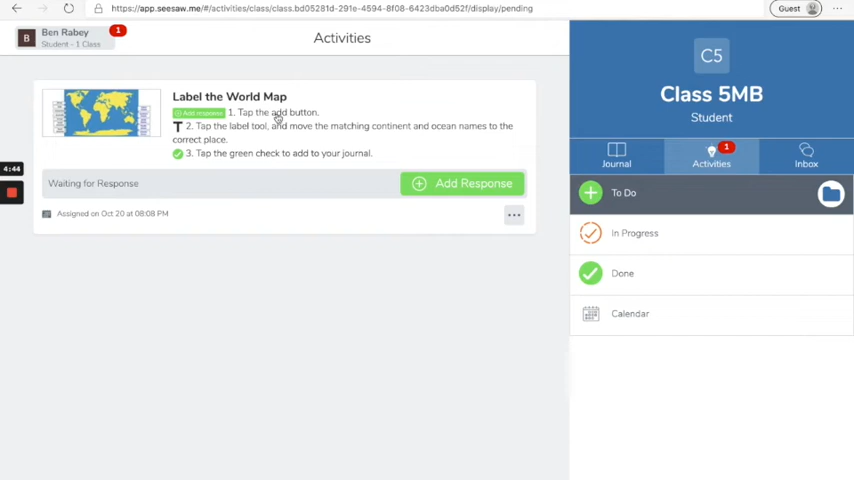 https://app.seesaw.me/#/activities/class/class.bd05281d-291e-4594-8f08-6423dba0d52f/display/pending
Guest
B
Ben Rabey
Student - 1 Class
1
Activities
Label the World Map
Add response 1. Tap the add button.
T 2. Tap the label tool, and move the matching continent and ocean names to the
correct place.
3. Tap the green check to add to your journal.
Waiting for Response
Add Response
Assigned on Oct 20 at 08:08 PM
4:44
C5
Class 5MB
Student
Journal
Activities
1
Inbox
To Do
In Progress
Done
Calendar